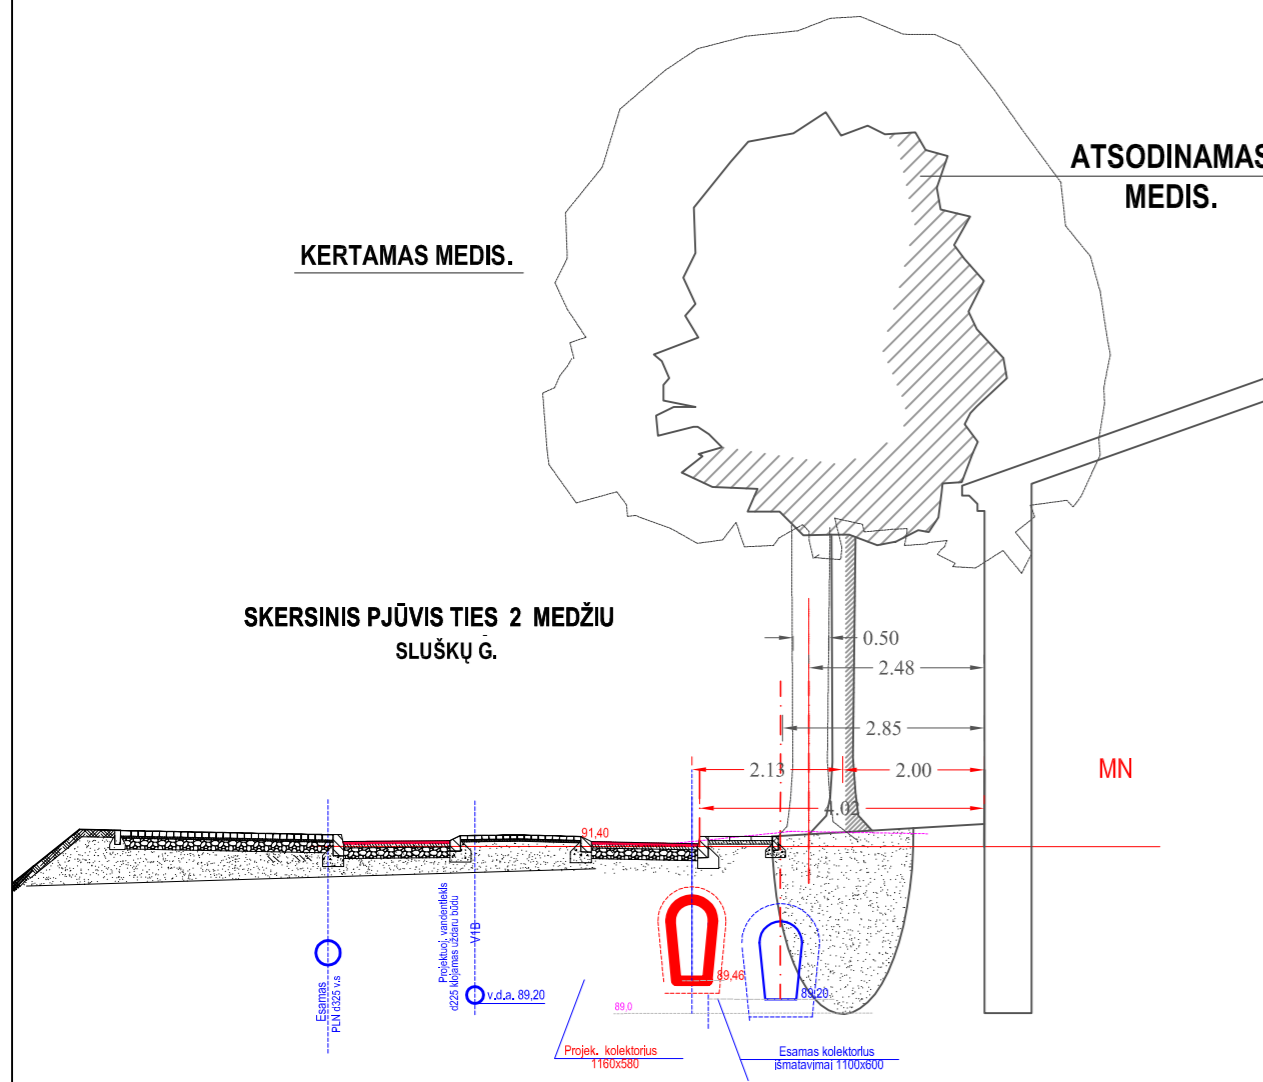 ATSODINAMAS
MEDIS.
KERTAMAS MEDIS.
SKERSINIS PJŪVIS TIES 2 MEDŽIU
SLUŠKŲ G.
0.50
2.48
2.85
2.13
2.00
4.03
MN
91,40
Esamas
PLN d325 v.s
Projektuoj. vandentiekis
d225 klojamas uždaru būdu
V1B
v.d.a. 89,20
89,46
89,20
89,0
Projek. kolektorius
1160x580
Esamas kolektorius
išmatavimai 1100x600